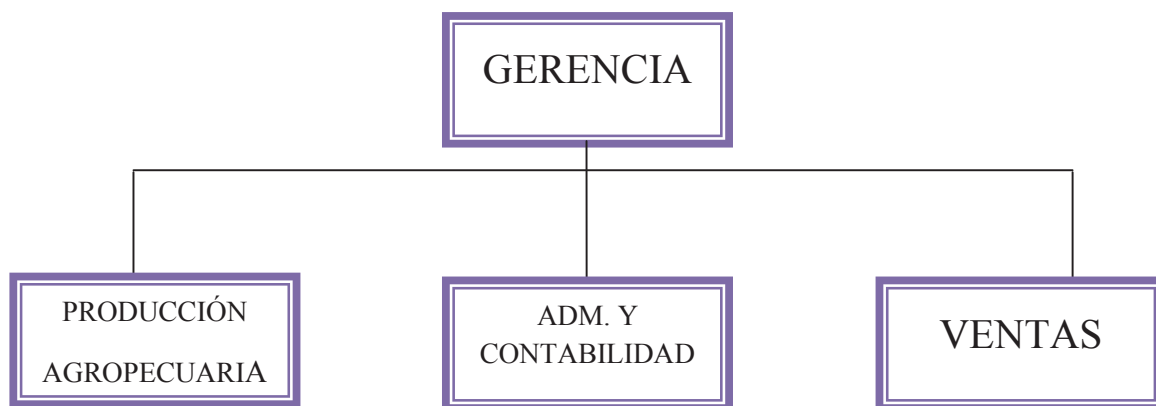 GERENCIA
PRODUCCIÓN
AGROPECUARIA
ADM. Y
CONTABILIDAD
VENTAS